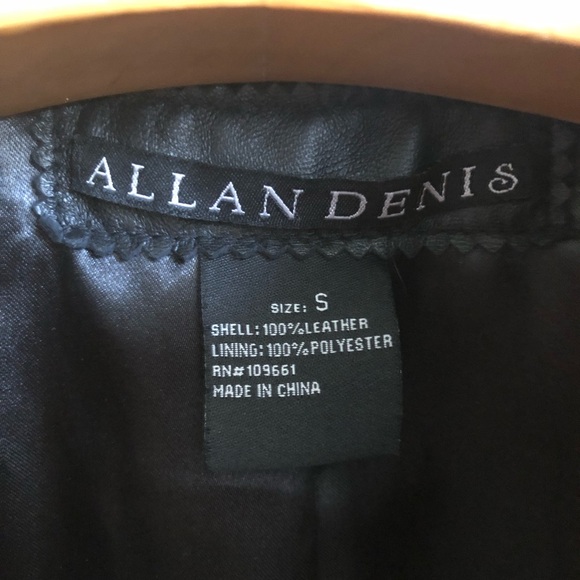 ALLAN DENIS
SIZE: S
SHELL: 100% LEATHER
LINING: 100% POLYESTER
RN# 109661
MADE IN CHINA